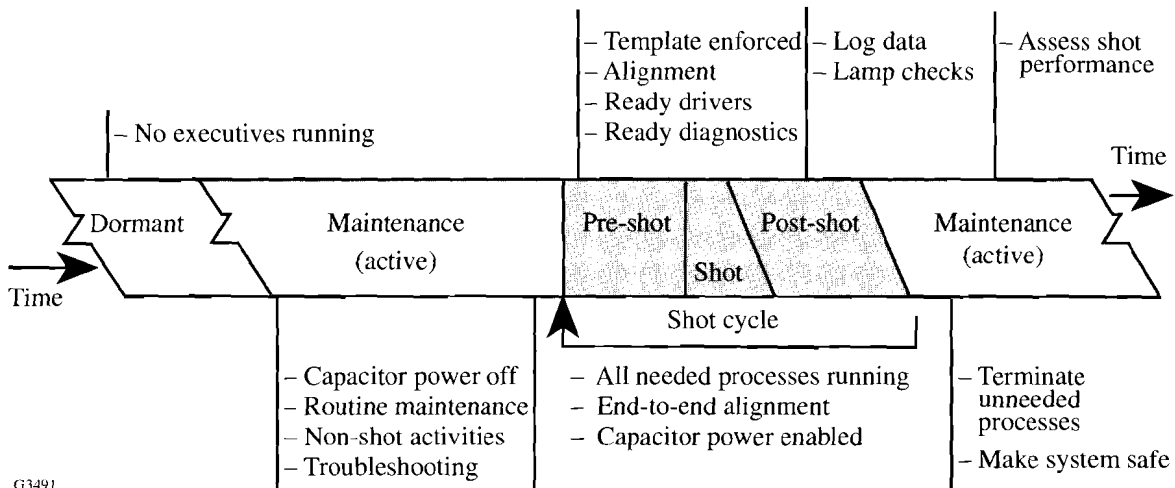 – Template enforced
– Alignment
– Ready drivers
– Ready diagnostics
– Log data
– Lamp checks
– Assess shot
performance
– No executives running
Time
Dormant
Maintenance
(active)
Pre-shot
Shot
Post-shot
Maintenance
(active)
Time
Shot cycle
– Capacitor power off
– Routine maintenance
– Non-shot activities
– Troubleshooting
– All needed processes running
– End-to-end alignment
– Capacitor power enabled
– Terminate
unneeded
processes
– Make system safe
G3491